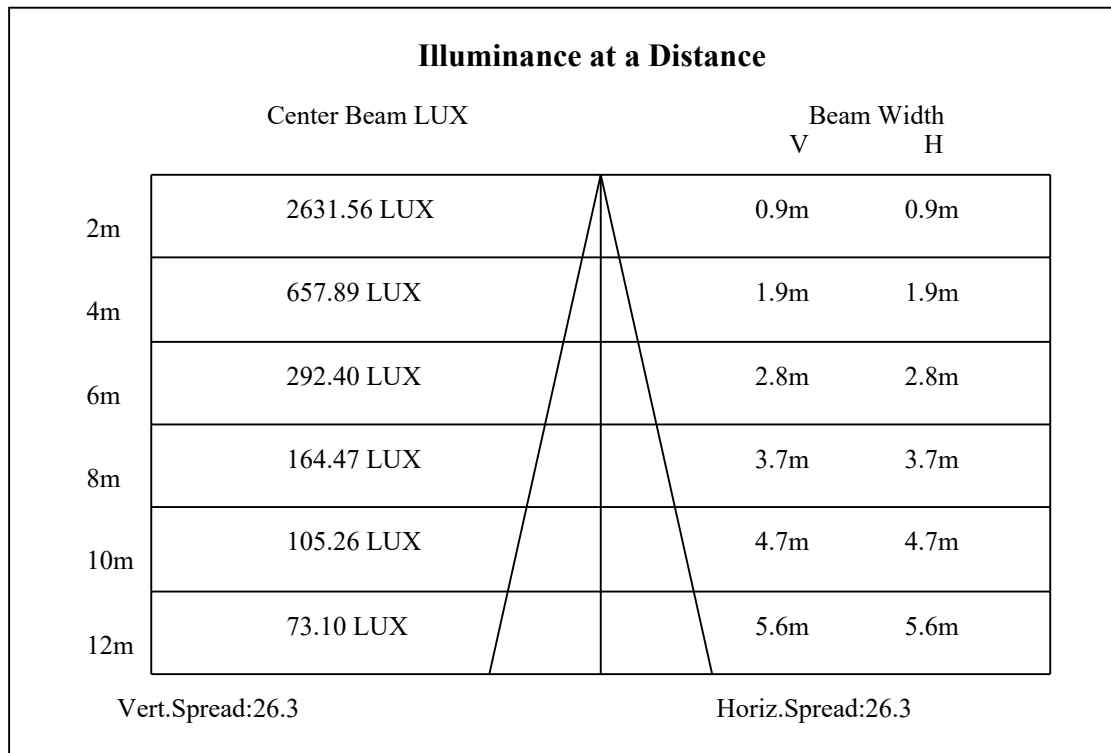 Illuminance at a Distance
Center Beam LUX Beam Width
V H
2631.56 LUX 0.9m 0.9m
2m
657.89 LUX 1.9m 1.9m
4m
292.40 LUX 2.8m 2.8m
6m
164.47 LUX 3.7m 3.7m
8m
105.26 LUX 4.7m 4.7m
10m
73.10 LUX 5.6m 5.6m
12m
Vert.Spread:26.3 Horiz.Spread:26.3